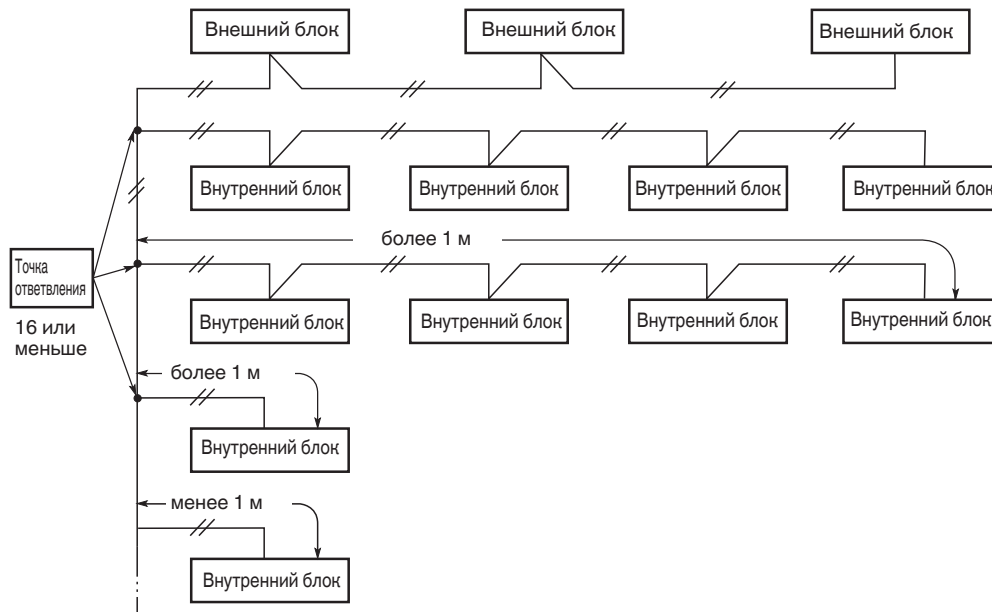 Внешний блок
Внешний блок
Внешний блок
Внутренний блок
Внутренний блок
Внутренний блок
Внутренний блок
более 1 м
Точка
ответвления
16 или
меньше
Внутренний блок
Внутренний блок
Внутренний блок
Внутренний блок
более 1 м
Внутренний блок
менее 1 м
Внутренний блок